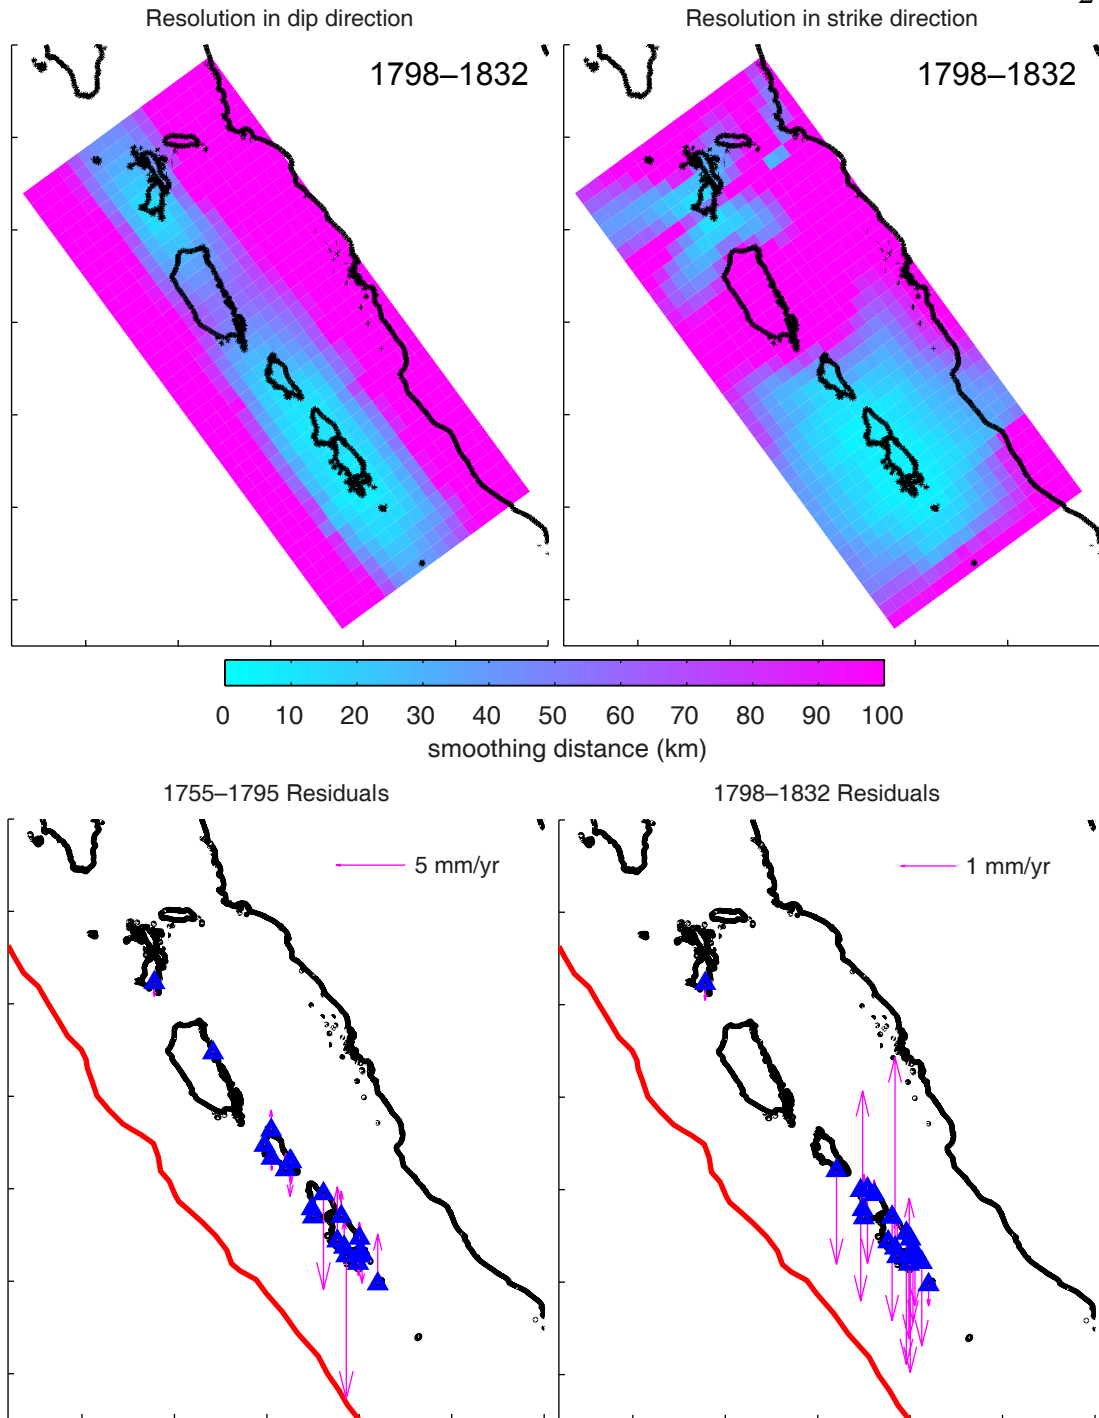 Resolution in dip direction
Resolution in strike direction
1798–1832
1798–1832
0 10 20 30 40 50 60 70 80 90 100
smoothing distance (km)
1755–1795 Residuals
1798–1832 Residuals
5 mm/yr
1 mm/yr